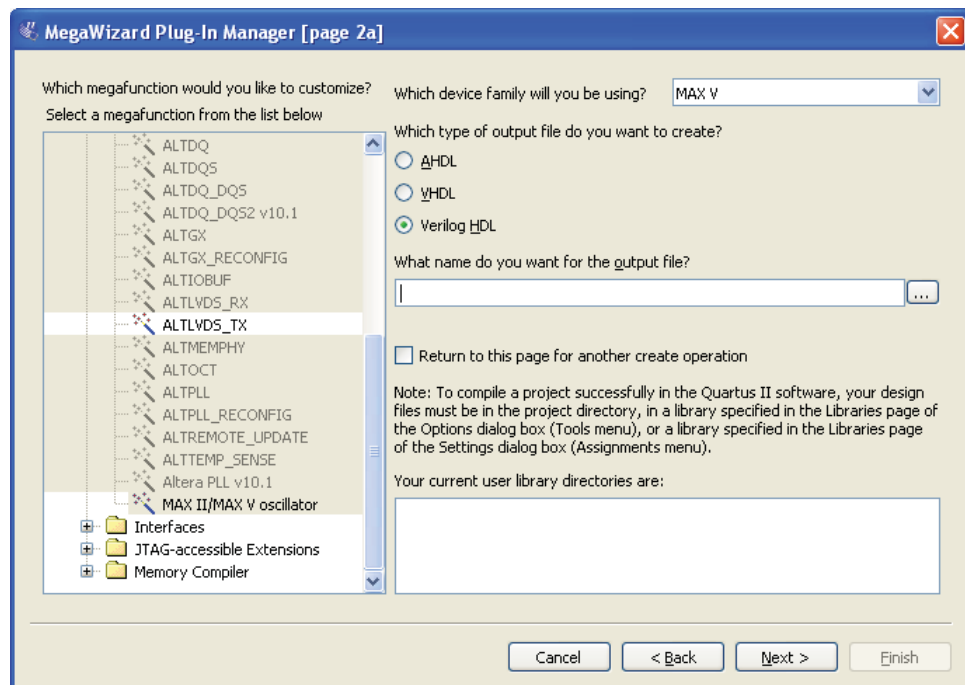 MegaWizard Plug-In Manager [page 2a]
Which megafunction would you like to customize?
Select a megafunction from the list below
ALTDQ
ALTDQS
ALTDQ_DQS
ALTDQ_DQS2 v10.1
ALTGX
ALTGX_RECONFIG
ALTIOBUF
ALTLVDS_RX
ALTLVDS_TX
ALTMEMPHY
ALTOCT
ALTPLL
ALTPLL_RECONFIG
ALTREMOTE_UPDATE
ALTTEMP_SENSE
Altera PLL v10.1
MAX II/MAX V oscillator
Interfaces
JTAG-accessible Extensions
Memory Compiler
Which device family will you be using?
MAX V
Which type of output file do you want to create?
AHDL
VHDL
Verilog HDL
What name do you want for the output file?
...
Return to this page for another create operation
Note: To compile a project successfully in the Quartus II software, your design
files must be in the project directory, in a library specified in the Libraries page of
the Options dialog box (Tools menu), or a library specified in the Libraries page
of the Settings dialog box (Assignments menu).
Your current user library directories are:
Cancel
< Back
Next >
Finish